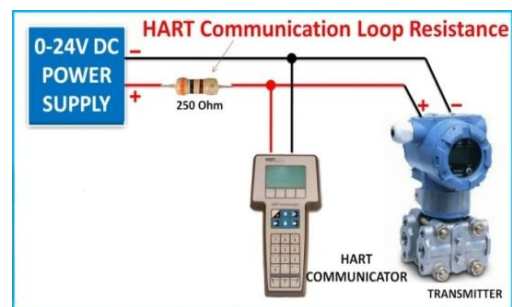 HART Communication Loop Resistance
0-24V DC
POWER
SUPPLY
−
+
250 Ohm
+ −
HART
COMMUNICATOR
TRANSMITTER